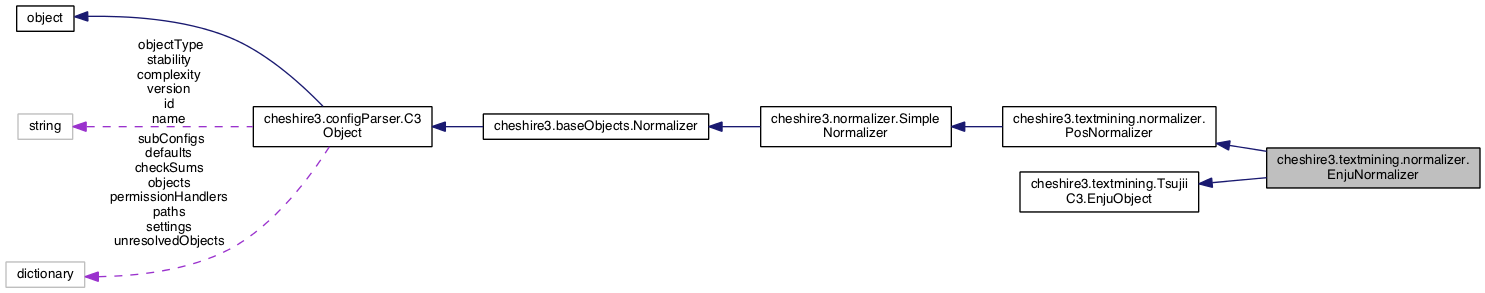 object
objectType
stability
complexity
version
id
name
string
cheshire3.configParser.C3
Object
cheshire3.baseObjects.Normalizer
cheshire3.normalizer.Simple
Normalizer
cheshire3.textmining.normalizer.
PosNormalizer
cheshire3.textmining.normalizer.
EnjuNormalizer
cheshire3.textmining.Tsujii
C3.EnjuObject
subConfigs
defaults
checkSums
objects
permissionHandlers
paths
settings
unresolvedObjects
dictionary